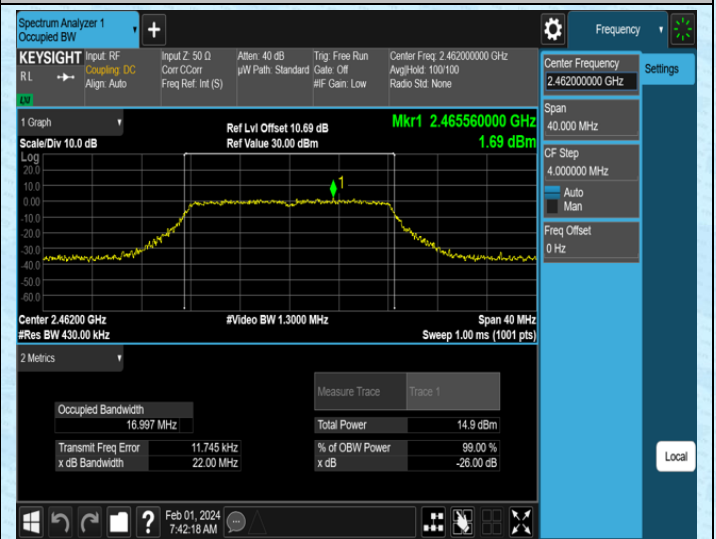 Spectrum Analyzer 1
Occupied BW
+
Frequency
KEYSIGHT Input: RF Input Z: 50 Ω Atten: 40 dB Trig: Free Run Center Freq: 2.462000000 GHz
RL Coupling: DC Corr CCorr µW Path: Standard Gate: Off Avg|Hold: 100/100
Align: Auto Freq Ref: Int (S) #IF Gain: Low Radio Std: None
LNI
Center Frequency
2.462000000 GHz
Settings
Span
40.000 MHz
CF Step
4.000000 MHz
Auto
Man
Freq Offset
0 Hz
1 Graph
Scale/Div 10.0 dB
Ref Lvl Offset 10.69 dB
Ref Value 30.00 dBm
Mkr1 2.465560000 GHz
1.69 dBm
Log
20.0
10.0
0.00
-10.0
-20.0
-30.0
-40.0
-50.0
-60.0
1
Center 2.46200 GHz #Video BW 1.3000 MHz Span 40 MHz
#Res BW 430.00 kHz Sweep 1.00 ms (1001 pts)
2 Metrics
Measure Trace Trace 1
Occupied Bandwidth
16.997 MHz
Total Power 14.9 dBm
Transmit Freq Error 11.745 kHz % of OBW Power 99.00 %
x dB Bandwidth 22.00 MHz x dB -26.00 dB
Local
?
Feb 01, 2024
7:42:18 AM